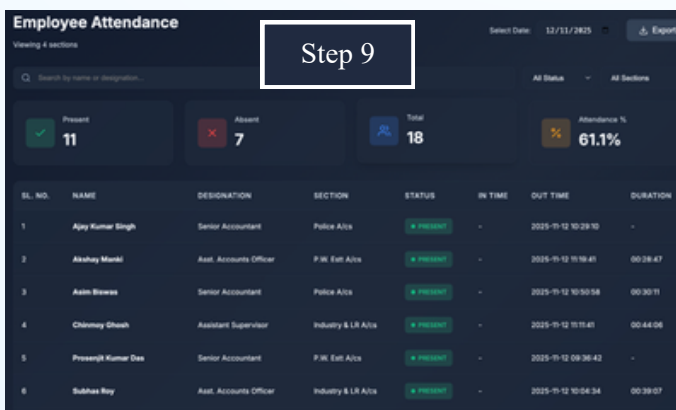 Employee Attendance
Viewing 4 sections
Step 9
Select Date: 12/11/2025 Export
Search by name or designation...
All Status All Sections
Present
11
Absent
7
Total
18
Attendance %
61.1%
SL. NO. NAME DESIGNATION SECTION STATUS IN TIME OUT TIME DURATION
1 Ajay Kumar Singh Senior Accountant Police A/cs PRESENT - 2025-11-12 10:29:10 -
2 Akshay Manki Asst. Accounts Officer P.W. Estt A/cs PRESENT - 2025-11-12 11:19:41 00:28:47
3 Asim Biswas Senior Accountant Police A/cs PRESENT - 2025-11-12 10:50:58 00:30:11
4 Chinmoy Ghosh Assistant Supervisor Industry & LR A/cs PRESENT - 2025-11-12 11:11:41 00:44:06
5 Prosenjit Kumar Das Senior Accountant P.W. Estt A/cs PRESENT - 2025-11-12 09:36:42 -
6 Subhas Roy Asst. Accounts Officer Industry & LR A/cs PRESENT - 2025-11-12 10:04:34 00:39:07